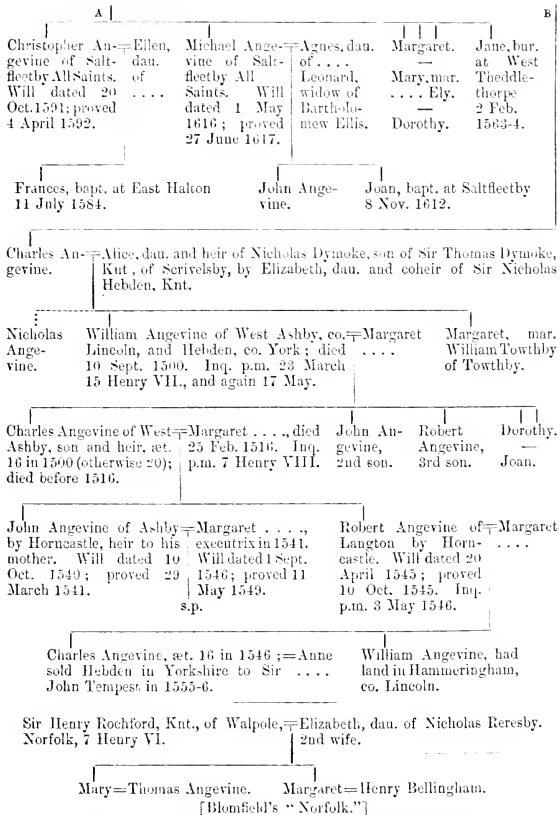 A B
Christopher An-=Ellen,
gevine of Salt- dau.
fleetby All Saints. of
Will dated 20 . . . .
Oct. 1591; proved
4 April 1592.
Michael Ange-=Agnes, dau.
vine of Salt- of . . . .
fleetby All Leonard,
Saints. Will widow of
dated 1 May Bartholo-
1616; proved mew Ellis.
27 June 1617.
Margaret.
—
Mary, mar.
. . . . Ely.
—
Dorothy.
Jane, bur.
at West
Theddle-
thorpe
2 Feb.
1563-4.
Frances, bapt. at East Halton
11 July 1584.
John Ange-
vine.
Joan, bapt. at Saltfleetby
8 Nov. 1612.
Charles An-=Alice, dau. and heir of Nicholas Dymoke, son of Sir Thomas Dymoke,
gevine. Knt, of Scrivelsby, by Elizabeth, dau. and coheir of Sir Nicholas
Hebden, Knt.
Nicholas
Ange-
vine.
William Angevine of West Ashby, co.=Margaret
Lincoln, and Hebden, co. York; died . . . .
10 Sept. 1500. Inq. p.m. 23 March
15 Henry VII., and again 17 May.
Margaret, mar.
William Towthby
of Towthby.
Charles Angevine of West=Margaret . . . ., died
Ashby, son and heir, æt. 25 Feb. 1516. Inq.
16 in 1500 (otherwise 20); p.m. 7 Henry VIII.
died before 1516.
John An-
gevine,
2nd son.
Robert
Angevine,
3rd son.
Dorothy.
—
Joan.
John Angevine of Ashby=Margaret . . . .,
by Horncastle, heir to his executrix in 1541.
mother. Will dated 10 Will dated 1 Sept.
Oct. 1540; proved 29 1546; proved 11
March 1541. May 1549.
s.p.
Robert Angevine of=Margaret
Langton by Horn- . . . .
castle. Will dated 20
April 1545; proved
10 Oct. 1545. Inq.
p.m. 3 May 1546.
Charles Angevine, æt. 16 in 1546;=Anne
sold Hebden in Yorkshire to Sir . . . .
John Tempest in 1555-6.
William Angevine, had
land in Hammeringham,
co. Lincoln.
Sir Henry Rochford, Knt., of Walpole,=Elizabeth, dau. of Nicholas Reresby.
Norfolk, 7 Henry VI. 2nd wife.
Mary=Thomas Angevine. Margaret=Henry Bellingham.
[Blomfield's "Norfolk."]